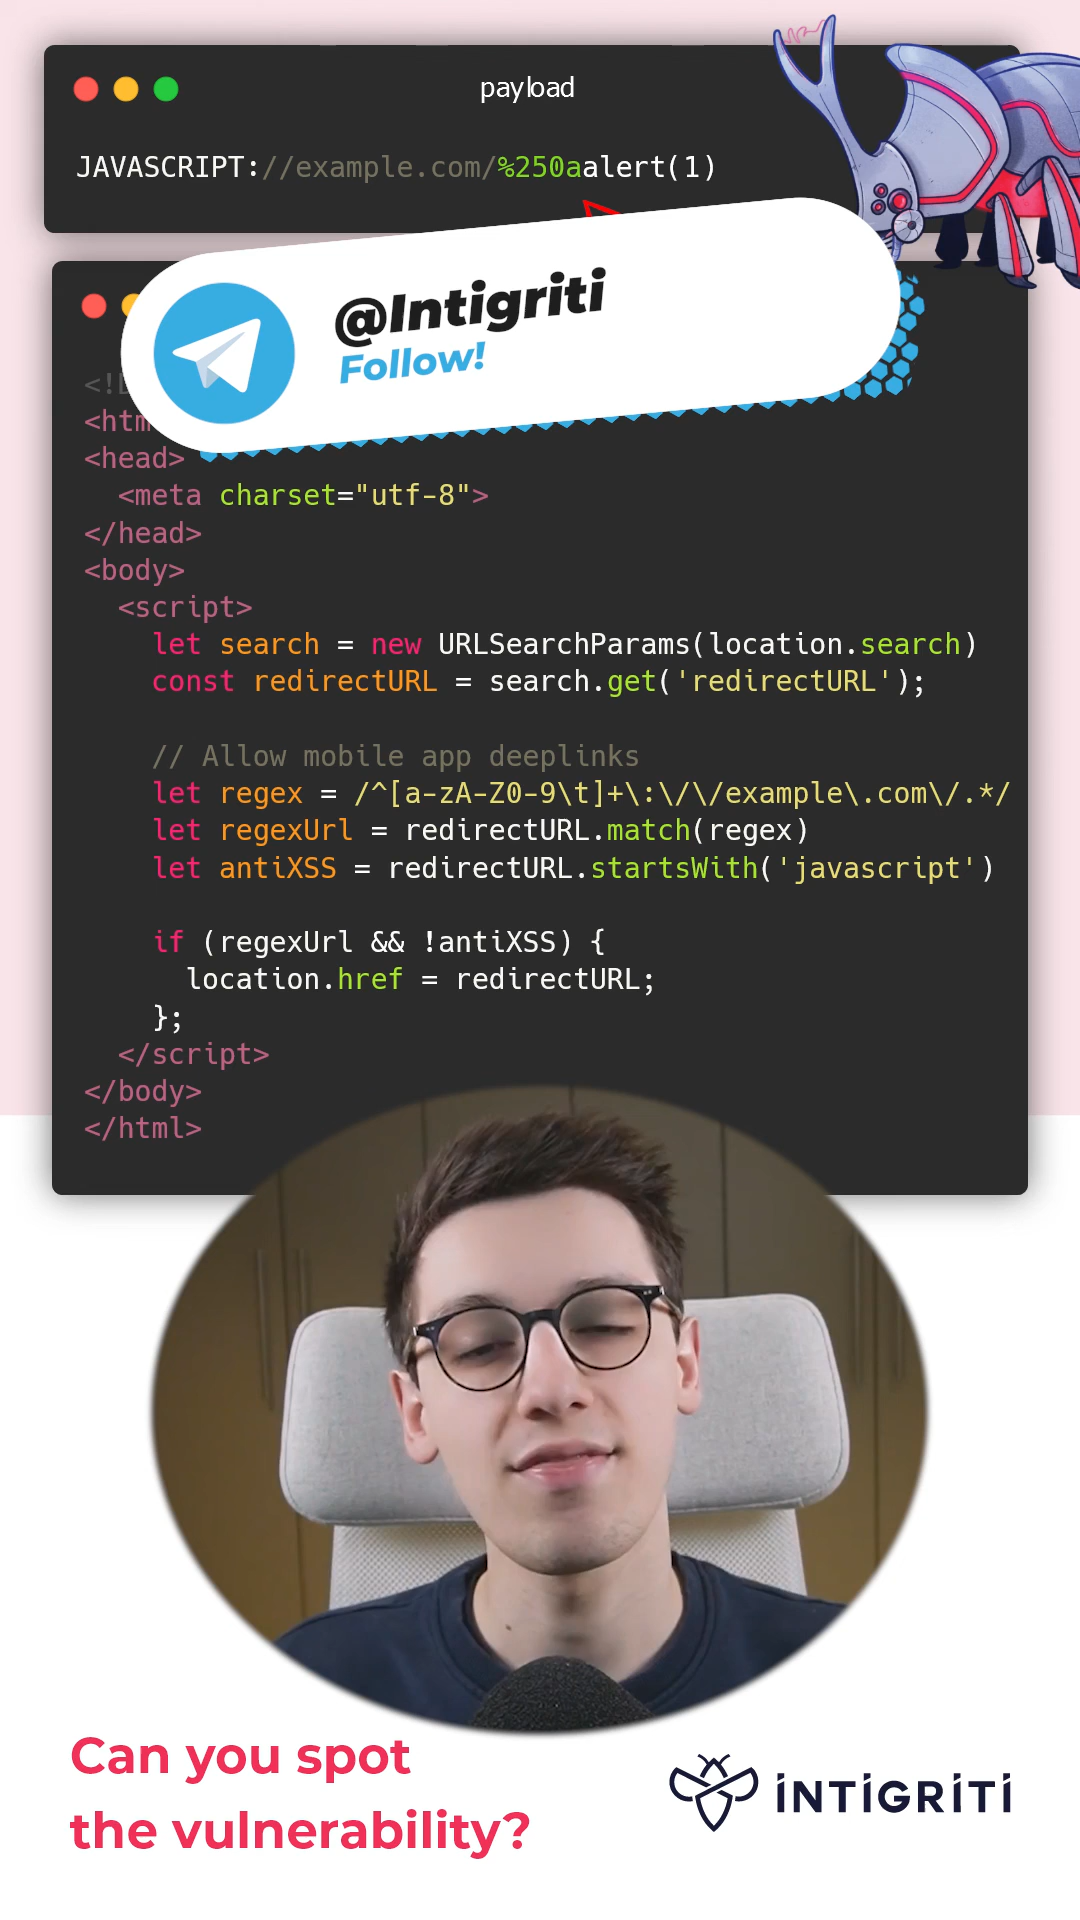 payload
JAVASCRIPT://example.com/%250aalert(1)
@Intigriti
Follow!
<!D
<htm
<head>
<meta charset="utf-8">
</head>
<body>
<script>
let search = new URLSearchParams(location.search)
const redirectURL = search.get('redirectURL');
// Allow mobile app deeplinks
let regex = /^[a-zA-Z0-9\t]+\:\/\/example\.com\/.*/
let regexUrl = redirectURL.match(regex)
let antiXSS = redirectURL.startsWith('javascript')
if (regexUrl && !antiXSS) {
location.href = redirectURL;
};
</script>
</body>
</html>
Can you spot
the vulnerability?
INTIGRITI